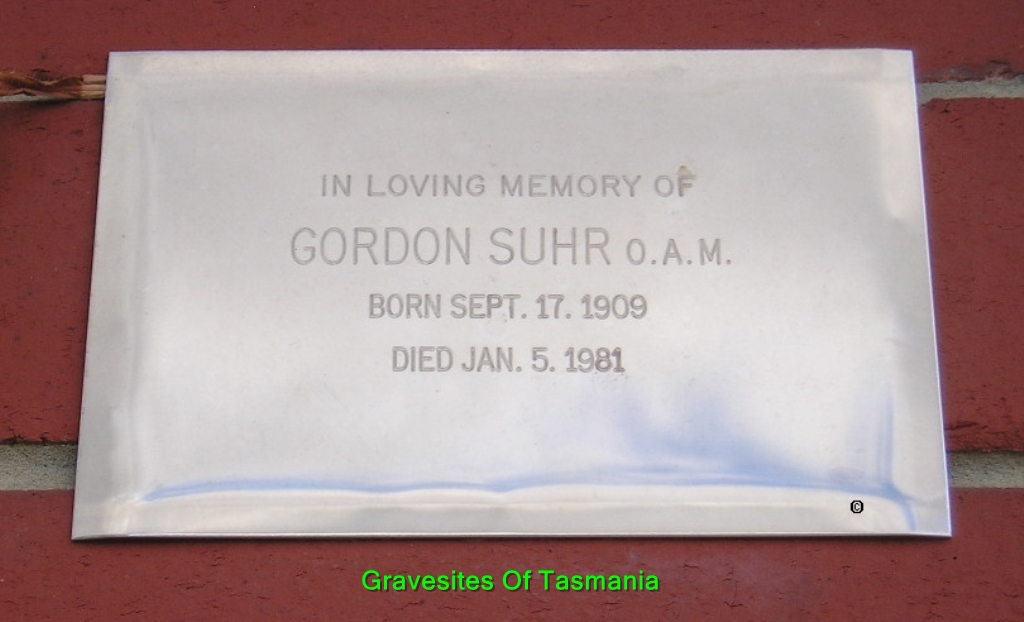 IN LOVING MEMORY OF
GORDON SUHR O.A.M.
BORN SEPT. 17. 1909
DIED JAN. 5. 1981
©
Gravesites Of Tasmania